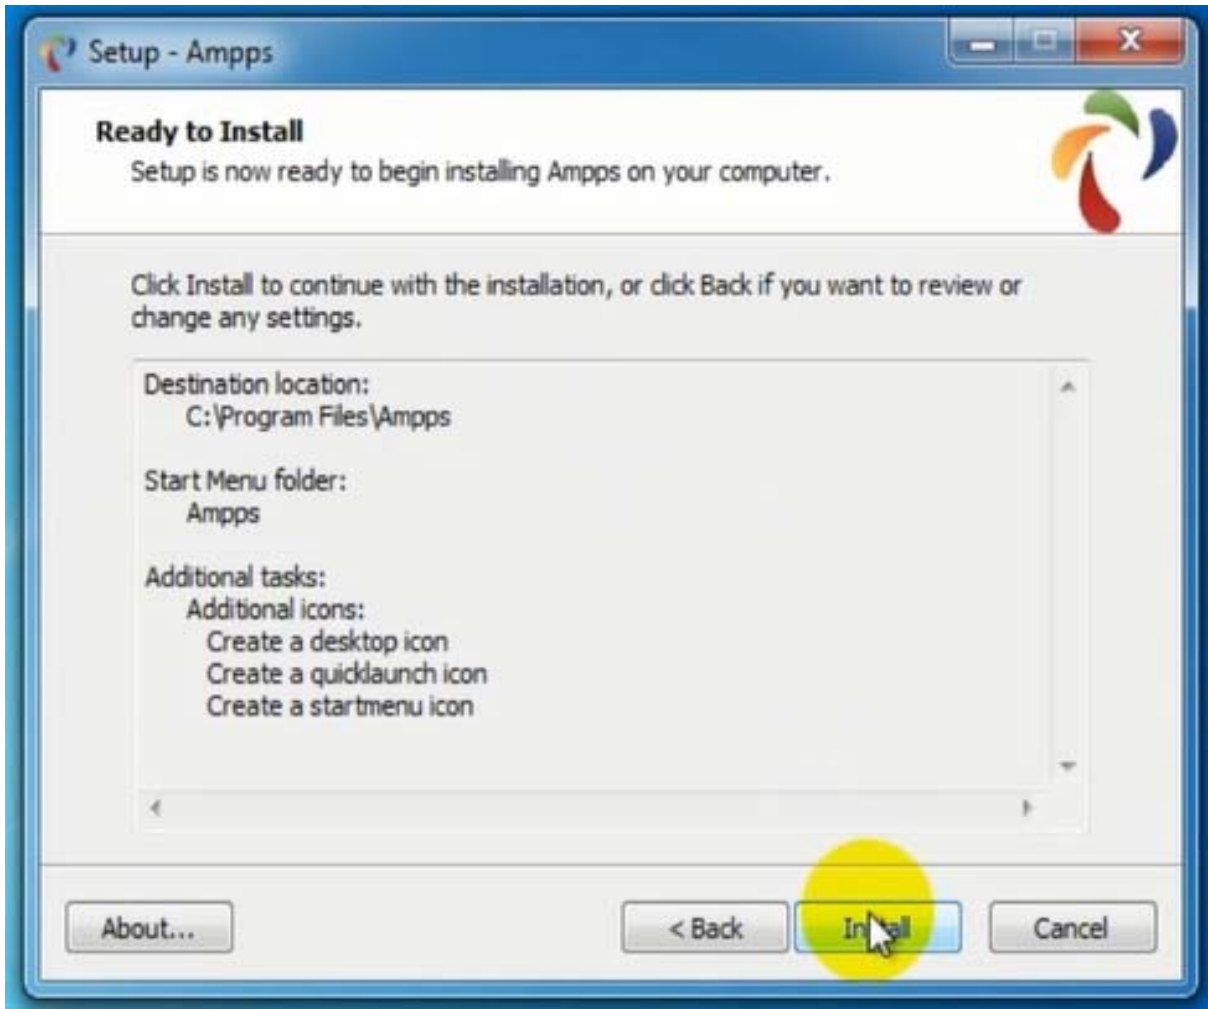 Setup - Ampps
Ready to Install
Setup is now ready to begin installing Ampps on your computer.
Click Install to continue with the installation, or click Back if you want to review or
change any settings.
Destination location:
C:\Program Files\Ampps
Start Menu folder:
Ampps
Additional tasks:
Additional icons:
Create a desktop icon
Create a quicklaunch icon
Create a startmenu icon
About...
< Back
Install
Cancel